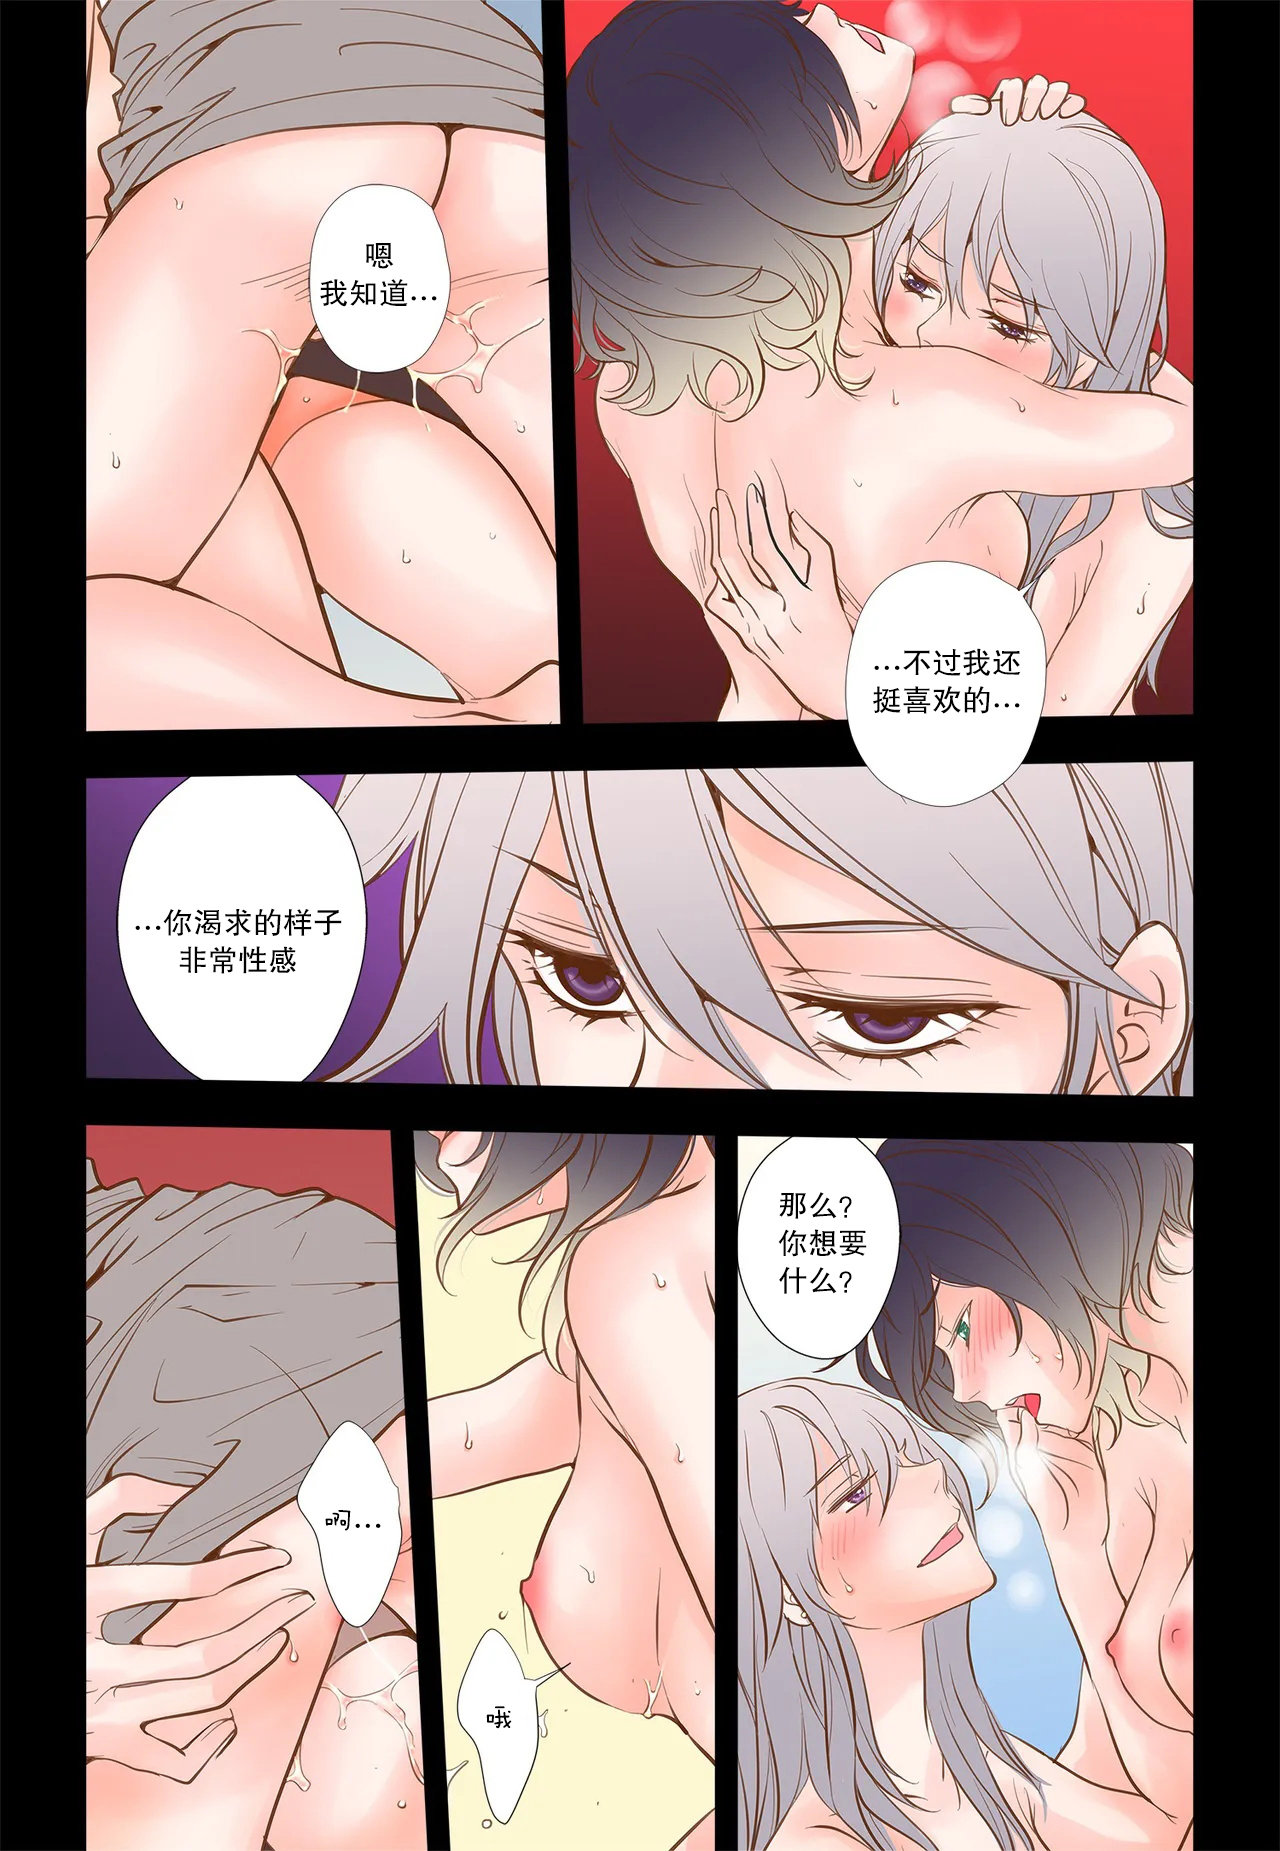 嗯
我知道…
…不过我还
挺喜欢的…
…你渴求的样子
非常性感
啊…
哦
那么？
你想要
什么？